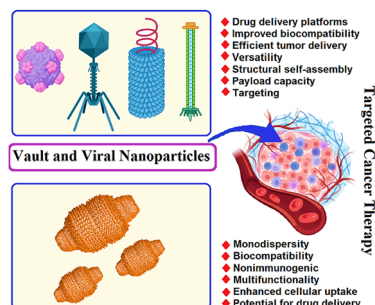 Drug delivery platforms
Improved biocompatibility
Efficient tumor delivery
Versatility
Structural self-assembly
Payload capacity
Targeting
Vault and Viral Nanoparticles
Targeted Cancer Therapy
Monodispersity
Biocompatibility
Nonimmunogenic
Multifunctionality
Enhanced cellular uptake
Potential for drug delivery